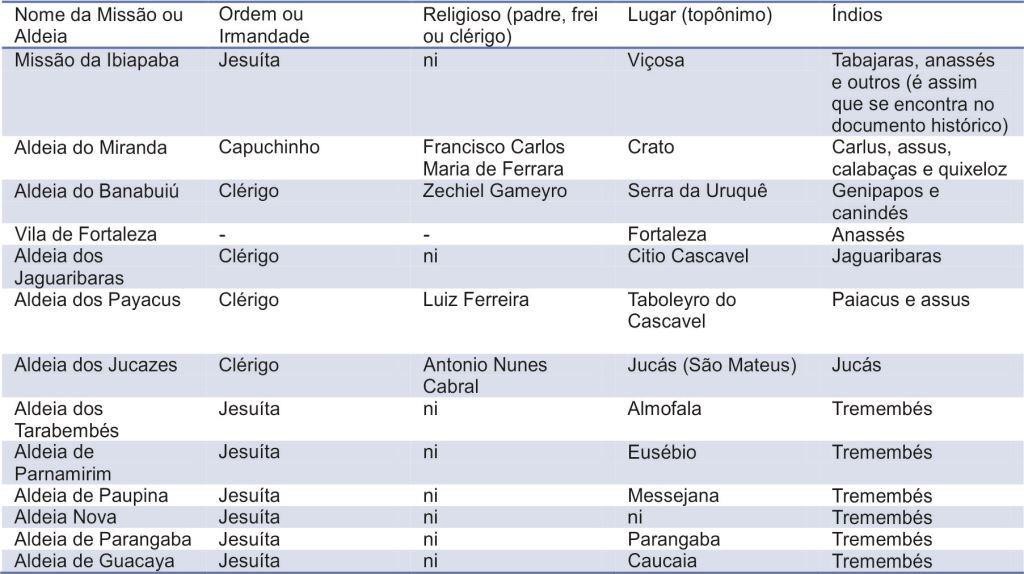 Nome da Missão ou Aldeia | Ordem ou Irmandade | Religioso (padre, frei ou clérigo) | Lugar (topônimo) | Índios
Missão da Ibiapaba | Jesuíta | ni | Viçosa | Tabajaras, anassés e outros (é assim que se encontra no documento histórico)
Aldeia do Miranda | Capuchinho | Francisco Carlos Maria de Ferrara | Crato | Carlus, assus, calabaças e quixeloz
Aldeia do Banabuiú | Clérigo | Zechiel Gameyro | Serra da Uruquê | Genipapos e canindés
Vila de Fortaleza | - | - | Fortaleza | Anassés
Aldeia dos Jaguaribaras | Clérigo | ni | Citio Cascavel | Jaguaribaras
Aldeia dos Payacus | Clérigo | Luiz Ferreira | Taboleyro do Cascavel | Paiacus e assus
Aldeia dos Jucazes | Clérigo | Antonio Nunes Cabral | Jucás (São Mateus) | Jucás
Aldeia dos Tarabembés | Jesuíta | ni | Almofala | Tremembés
Aldeia de Parnamirim | Jesuíta | ni | Eusébio | Tremembés
Aldeia de Paupina | Jesuíta | ni | Messejana | Tremembés
Aldeia Nova | Jesuíta | ni | ni | Tremembés
Aldeia de Parangaba | Jesuíta | ni | Parangaba | Tremembés
Aldeia de Guacaya | Jesuíta | ni | Caucaia | Tremembés